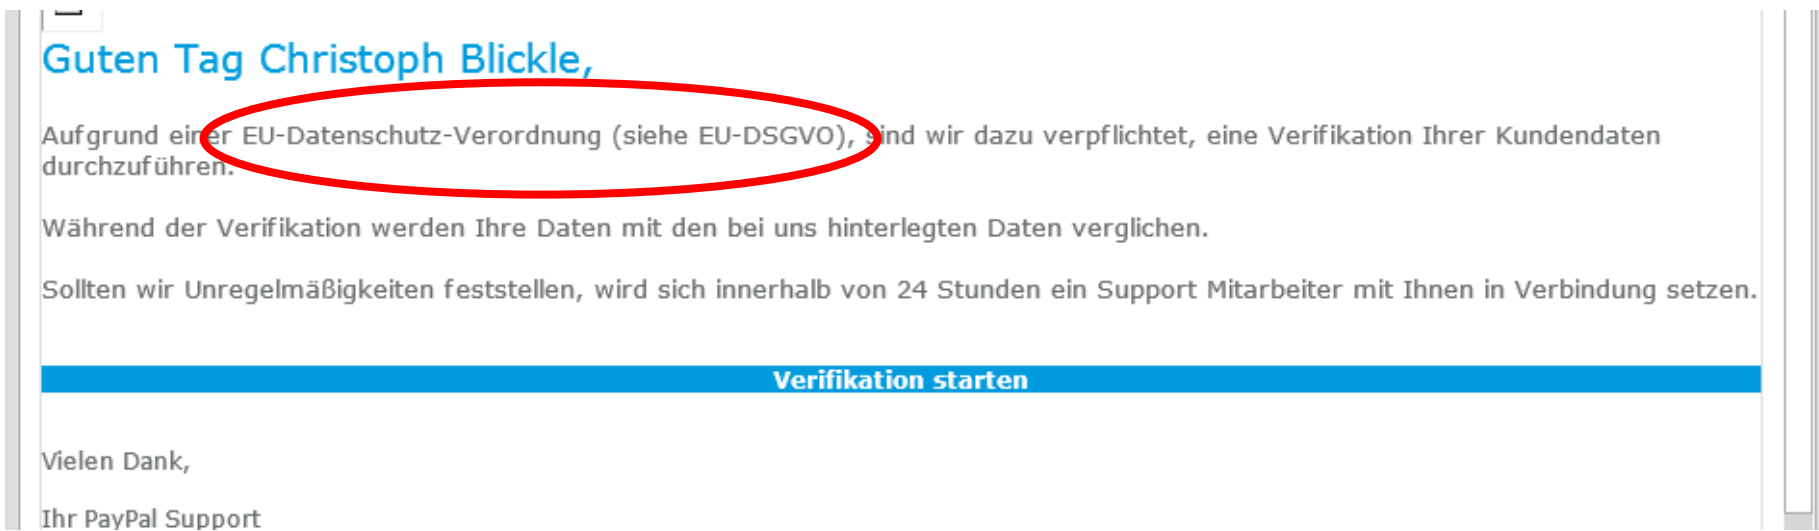 Guten Tag Christoph Blickle,
Aufgrund einer EU-Datenschutz-Verordnung (siehe EU-DSGVO), sind wir dazu verpflichtet, eine Verifikation Ihrer Kundendaten
durchzuführen.
Während der Verifikation werden Ihre Daten mit den bei uns hinterlegten Daten verglichen.
Sollten wir Unregelmäßigkeiten feststellen, wird sich innerhalb von 24 Stunden ein Support Mitarbeiter mit Ihnen in Verbindung setzen.
Verifikation starten
Vielen Dank,
Ihr PayPal Support